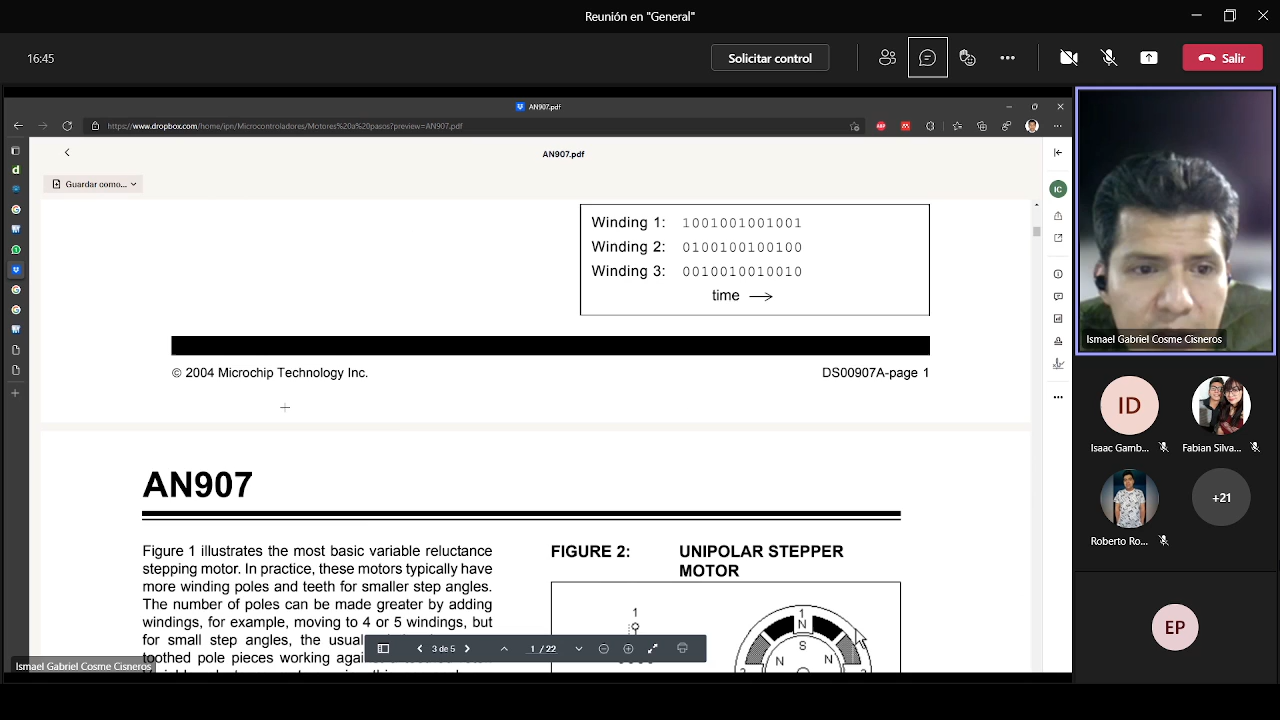 Reunión en "General"
16:45
Solicitar control
Salir
AN907.pdf
https://www.dropbox.com/home/ipn/Microcontroladores/Motores%20a%20pasos?preview=AN907.pdf
AN907.pdf
Guardar como...
IC
Winding 1: 1001001001001
Winding 2: 0100100100100
Winding 3: 0010010010010
time
© 2004 Microchip Technology Inc.
DS00907A-page 1
AN907
Figure 1 illustrates the most basic variable reluctance
stepping motor. In practice, these motors typically have
more winding poles and teeth for smaller step angles.
The number of poles can be made greater by adding
windings, for example, moving to 4 or 5 windings, but
for small step angles, the usual
toothed pole pieces working agai
FIGURE 2: UNIPOLAR STEPPER
MOTOR
1
1
N
S
N N
3 de 5
1 / 22
Ismael Gabriel Cosme Cisneros
Ismael Gabriel Cosme Cisneros
ID
Isaac Gamb...
Fabian Silva...
Roberto Ro...
+21
EP